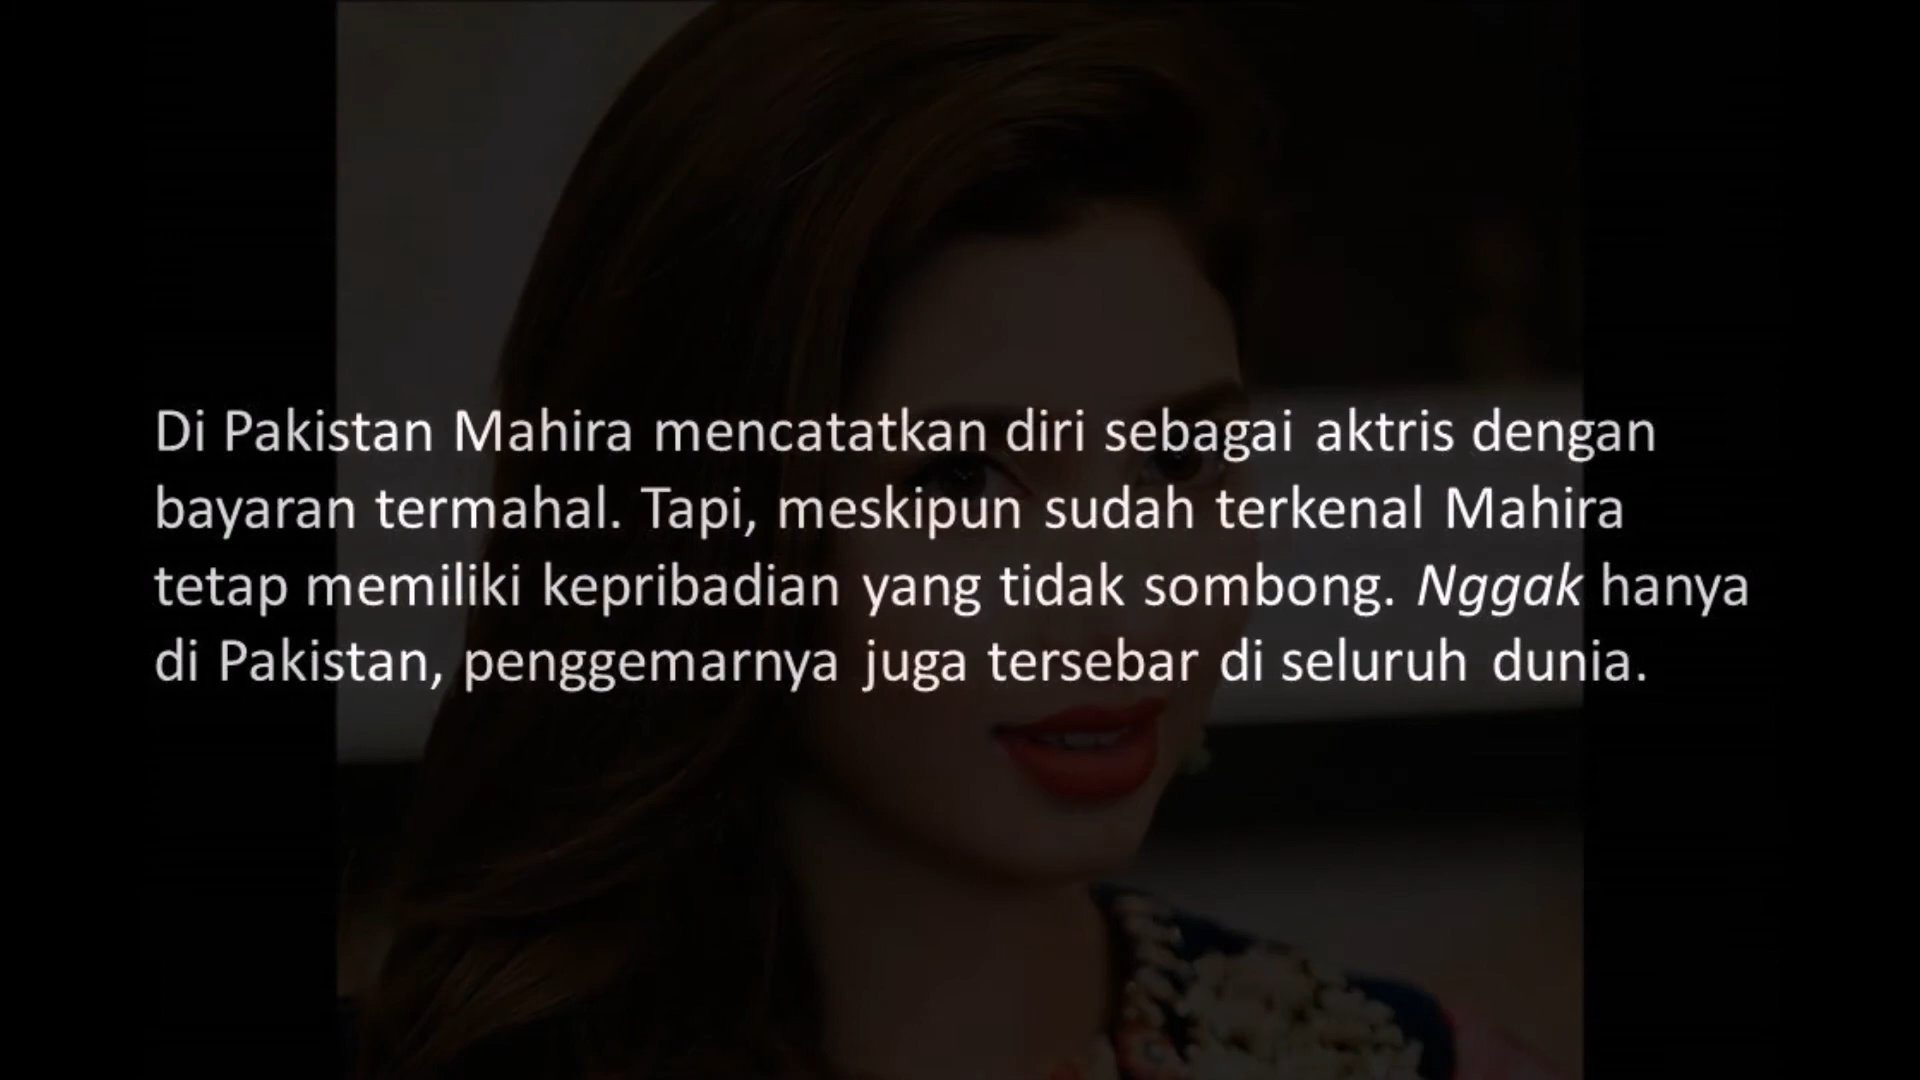 Di Pakistan Mahira mencatatkan diri sebagai aktris dengan
bayaran termahal. Tapi, meskipun sudah terkenal Mahira
tetap memiliki kepribadian yang tidak sombong. Nggak hanya
di Pakistan, penggemarnya juga tersebar di seluruh dunia.